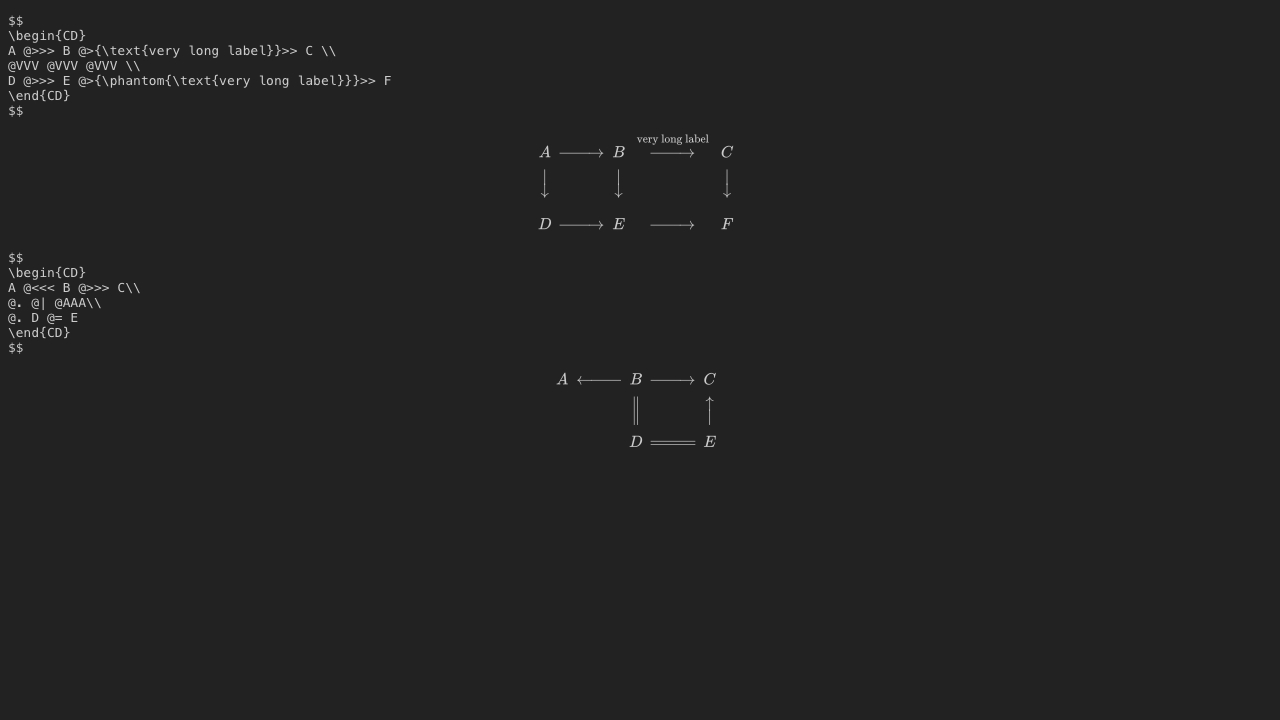 $$
\begin{CD}
A @>>> B @>{\text{very long label}}>> C \\
@VVV @VVV @VVV \\
D @>>> E @>{\phantom{\text{very long label}}}>> F
\end{CD}
$$
very long label
A ⟶ B ⟶ C
↓ ↓ ↓
D ⟶ E ⟶ F
$$
\begin{CD}
A @<<< B @>>> C\\
@. @| @AAA\\
@. D @= E
\end{CD}
$$
A ⟵ B ⟶ C
‖ ↑
D ═ E